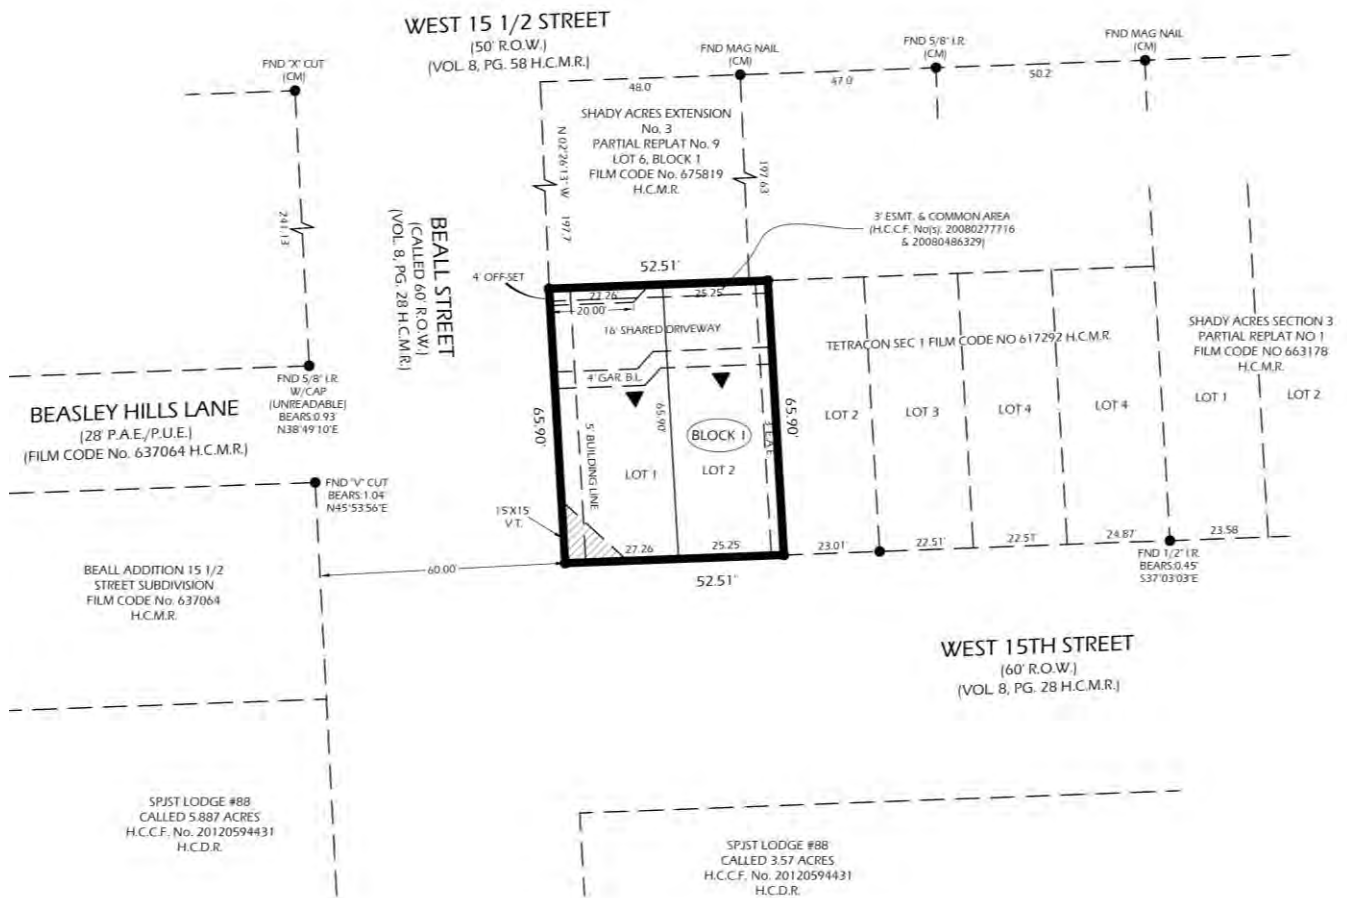 WEST 15 1/2 STREET
(50' R.O.W.)
(VOL. 8, PG. 58 H.C.M.R.)
FND "X" CUT
(CM)
FND MAG NAIL
(CM)
FND 5/8" I.R.
(CM)
FND MAG NAIL
(CM)
48.0'
47.0'
50.2'
SHADY ACRES EXTENSION
No. 3
PARTIAL REPLAT No. 9
LOT 6, BLOCK 1
FILM CODE No. 675819
H.C.M.R.
N 02°26'13" W 197.7'
197.63'
241.13'
BEALL STREET
(CALLED 60' R.O.W.)
(VOL. 8, PG. 28 H.C.M.R.)
3' ESMT. & COMMON AREA
(H.C.C.F. No(s). 20080277716
& 20080486329)
52.51'
4' OFF-SET
27.26'
25.25'
20.00'
16' SHARED DRIVEWAY
4' GAR. B.L.
TETRACON SEC 1 FILM CODE NO 617292 H.C.M.R.
SHADY ACRES SECTION 3
PARTIAL REPLAT NO 1
FILM CODE NO 663178
H.C.M.R.
FND 5/8" I.R.
W/CAP
(UNREADABLE)
BEARS:0.93'
N38°49'10"E
BEASLEY HILLS LANE
(28' P.A.E./P.U.E.)
(FILM CODE No. 637064 H.C.M.R.)
65.90'
65.90'
65.90'
BLOCK 1
5' BUILDING LINE
3' E.A.E
LOT 1
LOT 2
LOT 2
LOT 3
LOT 4
LOT 4
LOT 1
LOT 2
FND "V" CUT
BEARS:1.04'
N45°53'56"E
15'X15'
V.T.
27.26
25.25'
23.01'
22.51'
22.51'
24.87'
23.58
FND 1/2" I.R.
BEARS:0.45'
S37°03'03"E
60.00'
52.51'
BEALL ADDITION 15 1/2
STREET SUBDIVISION
FILM CODE No. 637064
H.C.M.R.
WEST 15TH STREET
(60' R.O.W.)
(VOL. 8, PG. 28 H.C.M.R.)
SPJST LODGE #88
CALLED 5.887 ACRES
H.C.C.F. No. 20120594431
H.C.D.R.
SPJST LODGE #88
CALLED 3.57 ACRES
H.C.C.F. No. 20120594431
H.C.D.R.